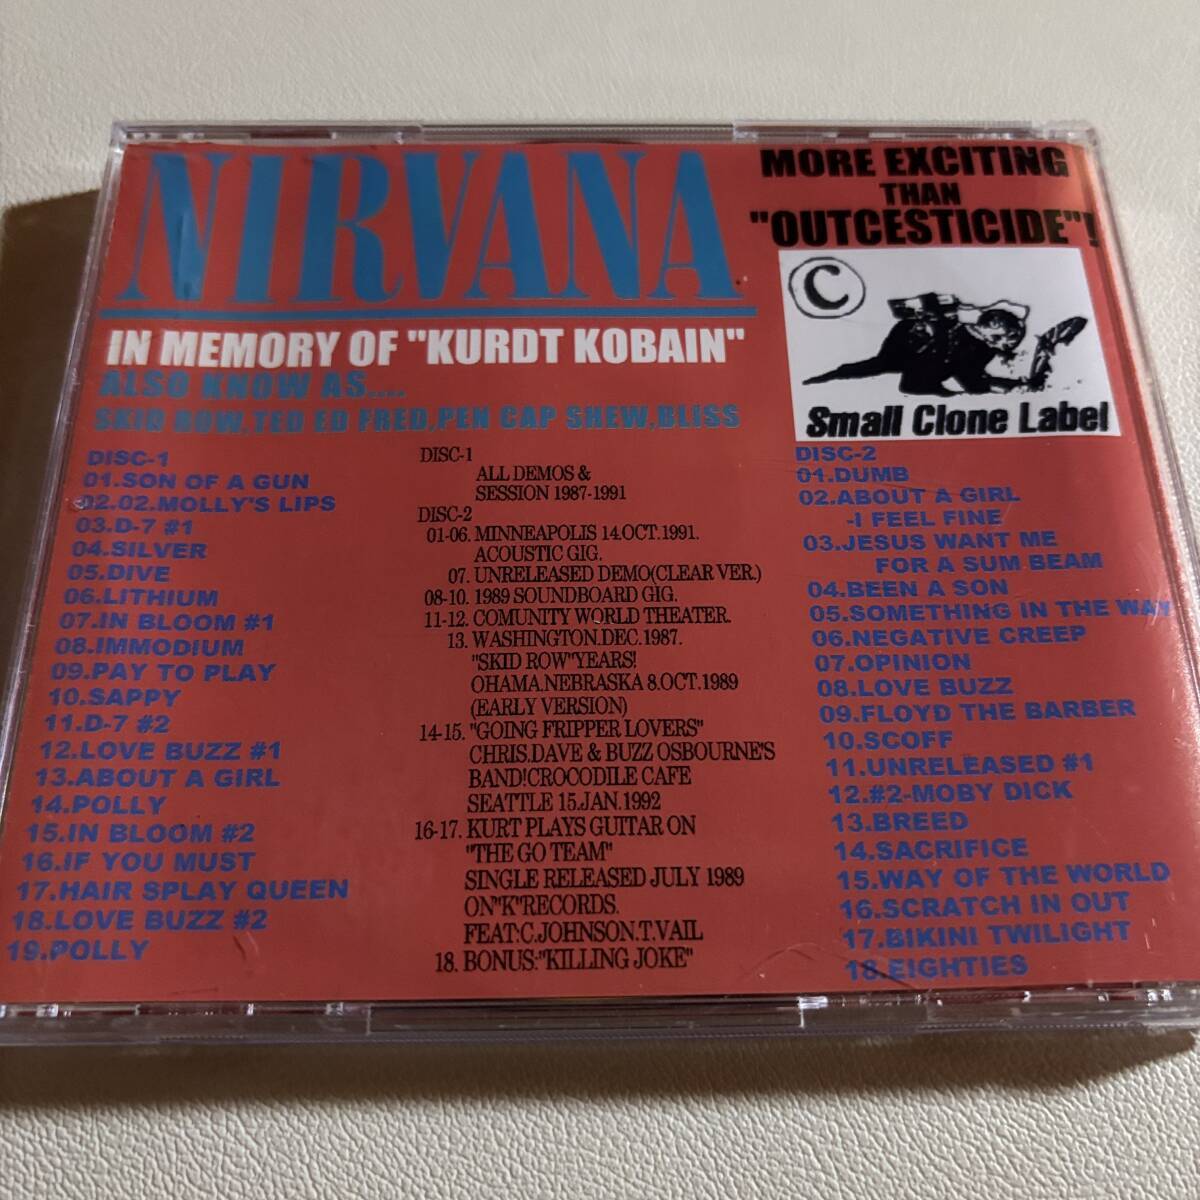 NIRVANA
IN MEMORY OF "KURDT KOBAIN"
ALSO KNOW AS....
SKID ROW,TED ED FRED,PEN CAP SHEW,BLISS
MORE EXCITING
THAN
"OUTCESTICIDE"!
C
Small Clone Label
DISC-1
01.SON OF A GUN
02.02.MOLLY'S LIPS
03.D-7 #1
04.SILVER
05.DIVE
06.LITHIUM
07.IN BLOOM #1
08.IMMODIUM
09.PAY TO PLAY
10.SAPPY
11.D-7 #2
12.LOVE BUZZ #1
13.ABOUT A GIRL
14.POLLY
15.IN BLOOM #2
16.IF YOU MUST
17.HAIR SPLAY QUEEN
18.LOVE BUZZ #2
19.POLLY
DISC-1
ALL DEMOS &
SESSION 1987-1991
DISC-2
01-06. MINNEAPOLIS 14.OCT.1991.
ACOUSTIC GIG.
07. UNRELEASED DEMO(CLEAR VER.)
08-10. 1989 SOUNDBOARD GIG.
11-12. COMUNITY WORLD THEATER.
13. WASHINGTON.DEC.1987.
"SKID ROW"YEARS!
OHAMA.NEBRASKA 8.OCT.1989
(EARLY VERSION)
14-15. "GOING FRIPPER LOVERS"
CHRIS.DAVE & BUZZ OSBOURNE'S
BAND!CROCODILE CAFE
SEATTLE 15.JAN.1992
16-17. KURT PLAYS GUITAR ON
"THE GO TEAM"
SINGLE RELEASED JULY 1989
ON"K"RECORDS.
FEAT:C.JOHNSON.T.VAIL
18. BONUS:"KILLING JOKE"
DISC-2
01.DUMB
02.ABOUT A GIRL
-I FEEL FINE
03.JESUS WANT ME
FOR A SUM BEAM
04.BEEN A SON
05.SOMETHING IN THE WAY
06.NEGATIVE CREEP
07.OPINION
08.LOVE BUZZ
09.FLOYD THE BARBER
10.SCOFF
11.UNRELEASED #1
12.#2-MOBY DICK
13.BREED
14.SACRIFICE
15.WAY OF THE WORLD
16.SCRATCH IN OUT
17.BIKINI TWILIGHT
18.EIGHTIES